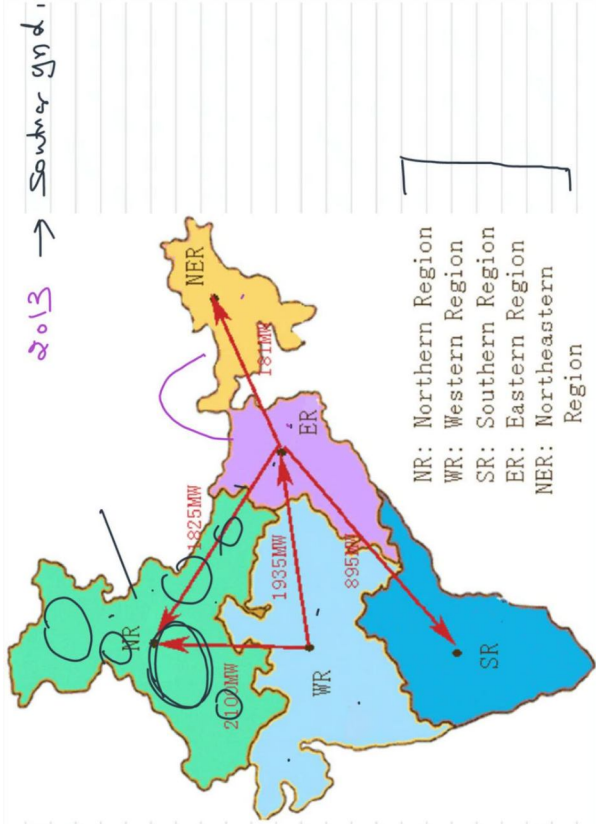 2013 → Souther grid.
NER
181MW
ER
1825MW
1935MW
895MW
NR
2100MW
WR
SR
NR: Northern Region
WR: Western Region
SR: Southern Region
ER: Eastern Region
NER: Northeastern
Region